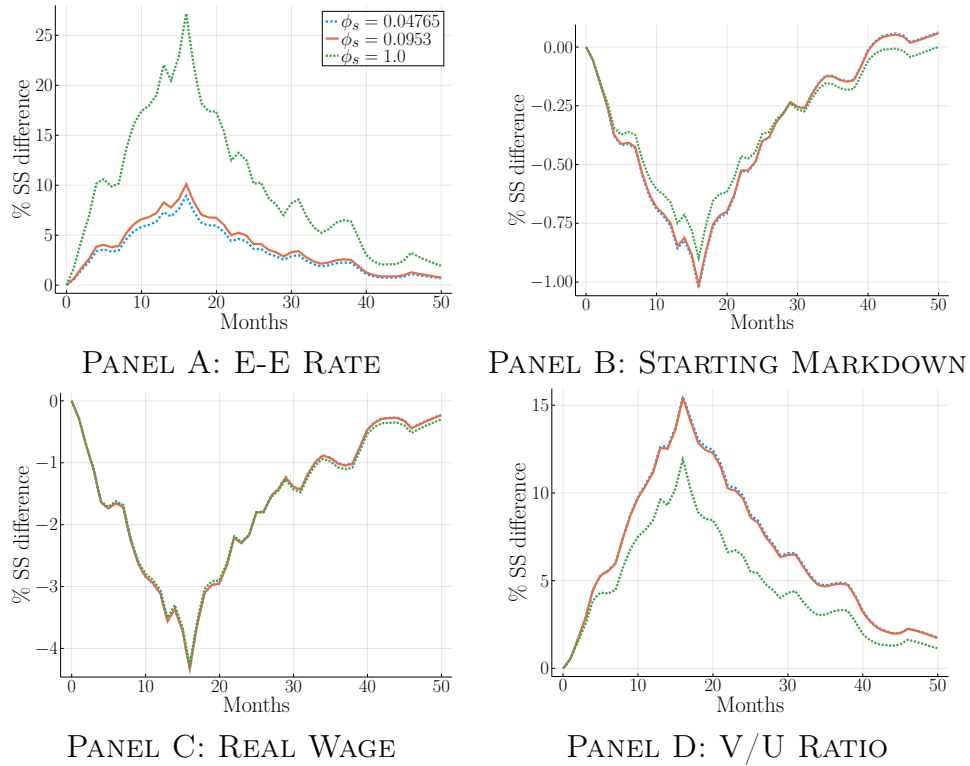 % SS difference
25
20
15
10
5
0
0
10
20
30
40
50
Months
ϕₛ = 0.04765
ϕₛ = 0.0953
ϕₛ = 1.0
PANEL A: E-E RATE
% SS difference
0.00
−0.25
−0.50
−0.75
−1.00
0
10
20
30
40
50
Months
PANEL B: STARTING MARKDOWN
% SS difference
0
−1
−2
−3
−4
0
10
20
30
40
50
Months
PANEL C: REAL WAGE
% SS difference
15
10
5
0
0
10
20
30
40
50
Months
PANEL D: V/U RATIO